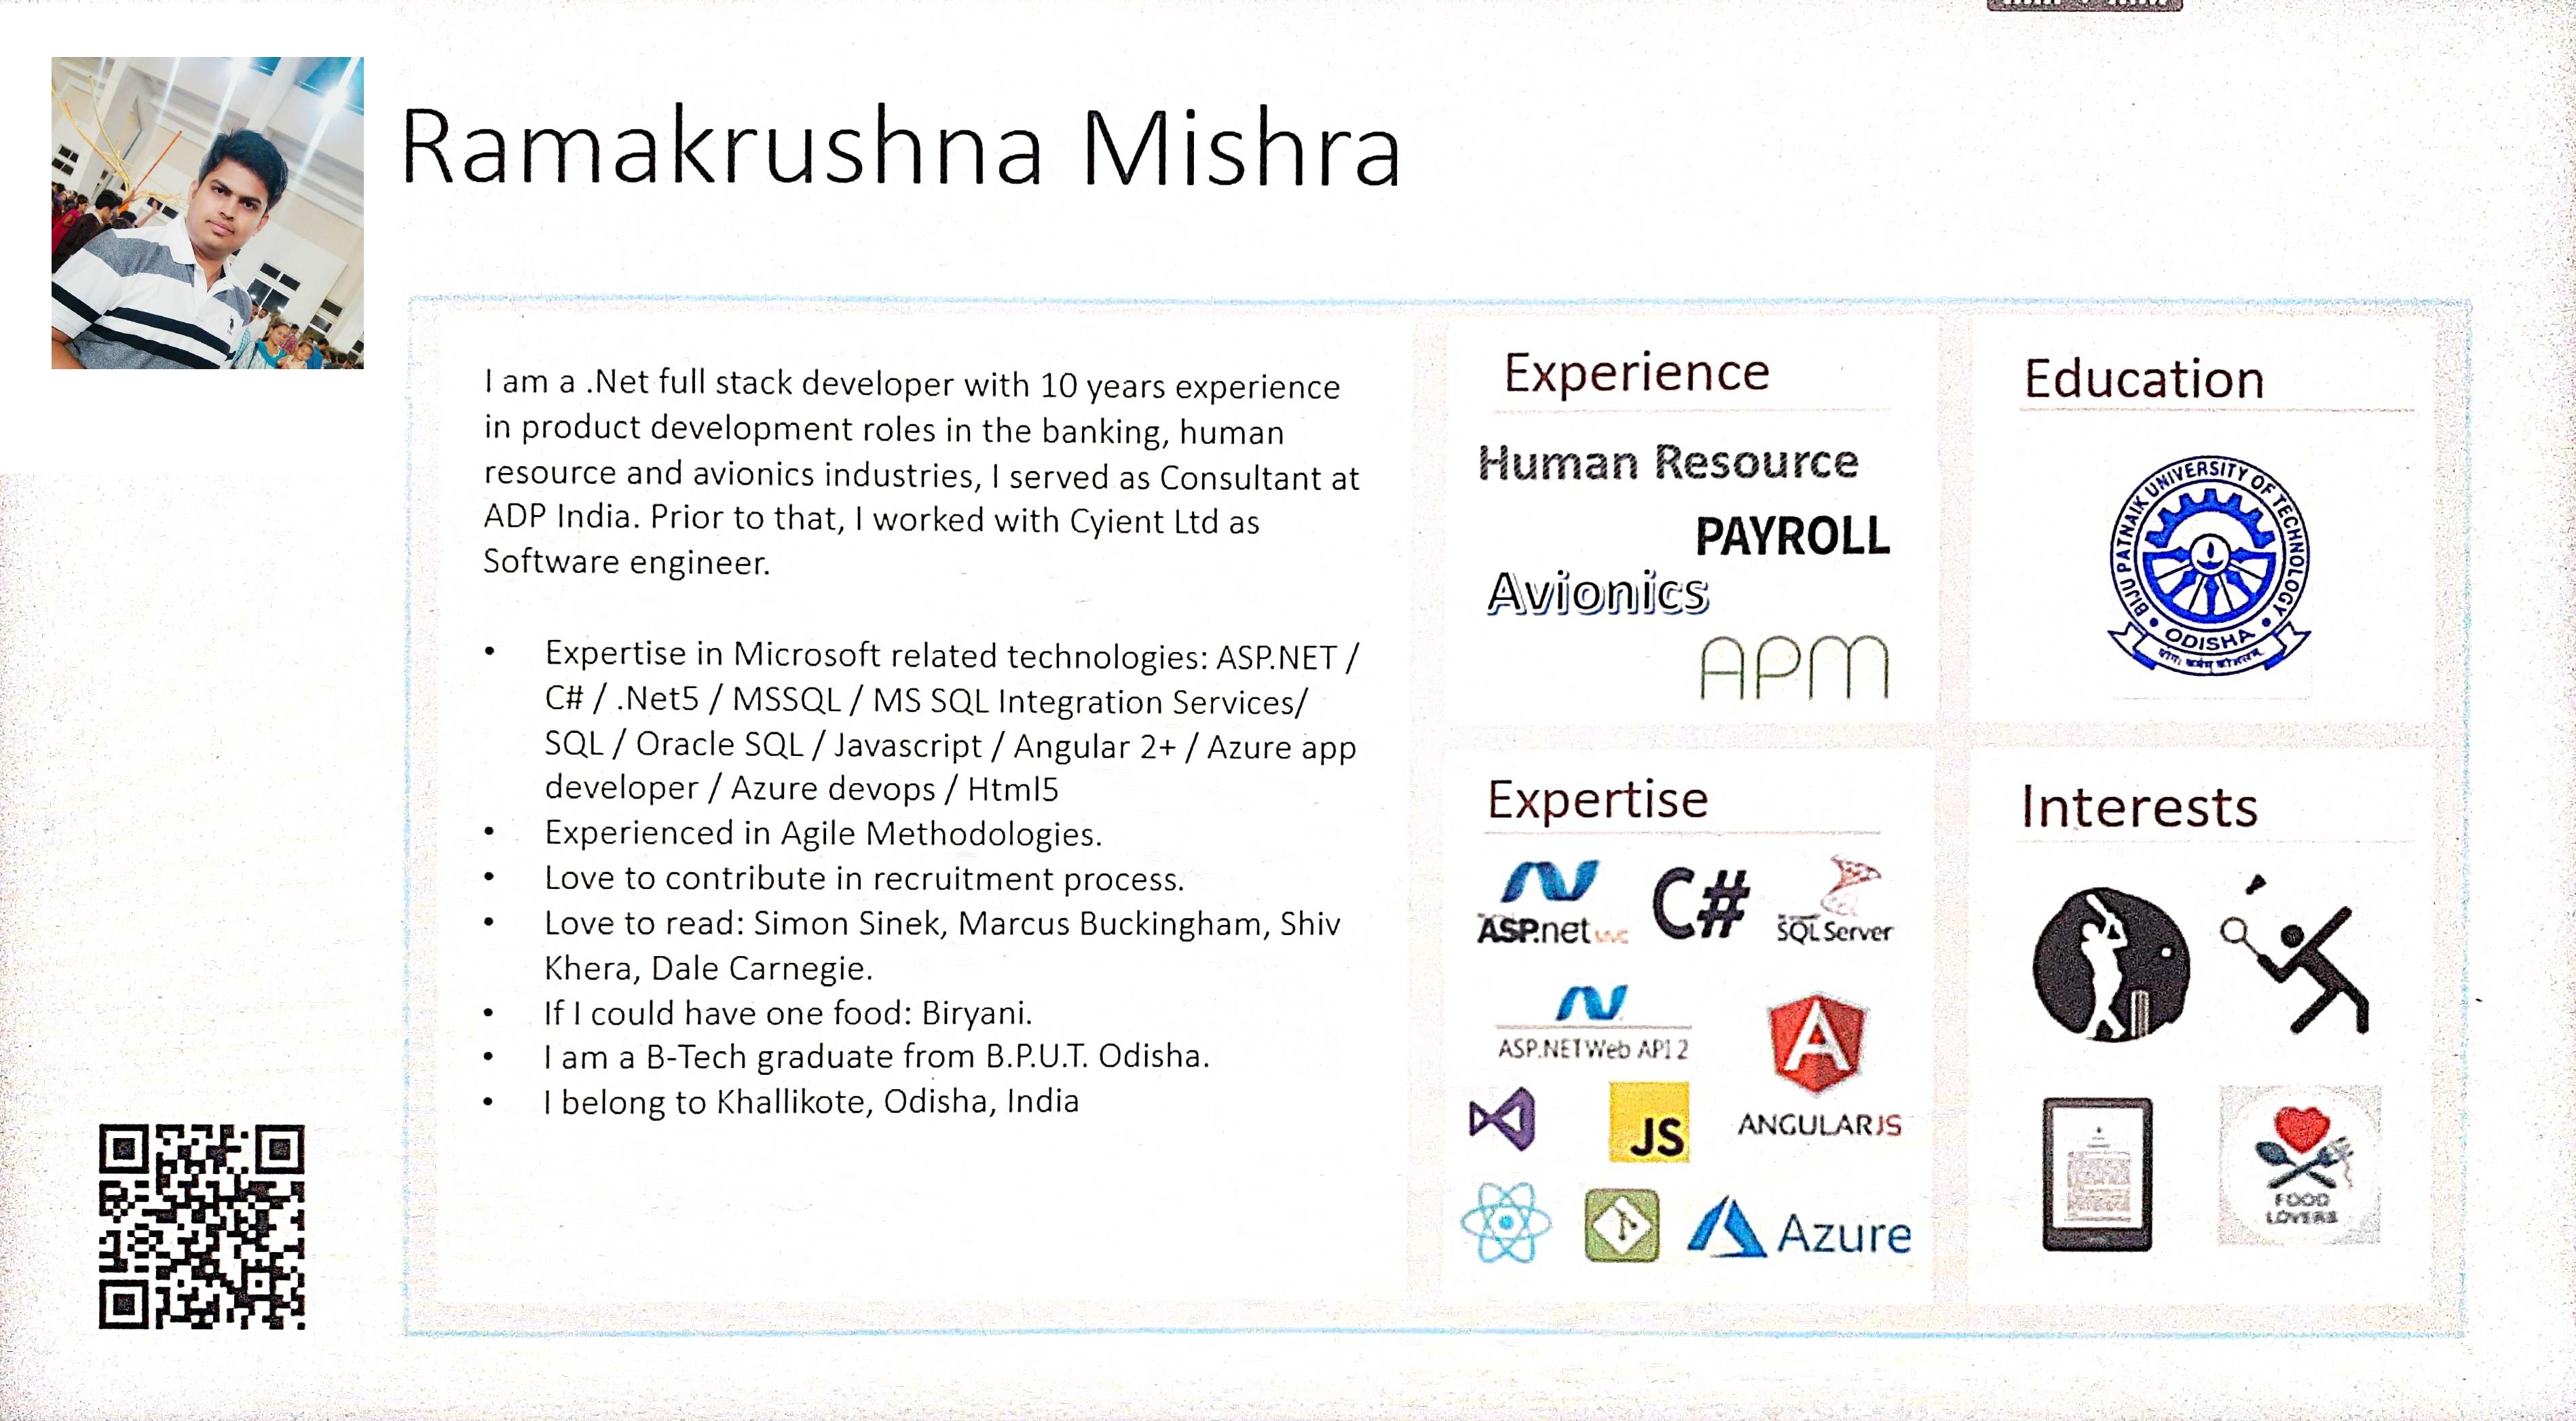 Ramakrushna Mishra
I am a .Net full stack developer with 10 years experience
in product development roles in the banking, human
resource and avionics industries, I served as Consultant at
ADP India. Prior to that, I worked with Cyient Ltd as
Software engineer.
• Expertise in Microsoft related technologies: ASP.NET /
C# / .Net5 / MSSQL / MS SQL Integration Services/
SQL / Oracle SQL / Javascript / Angular 2+ / Azure app
developer / Azure devops / Html5
• Experienced in Agile Methodologies.
• Love to contribute in recruitment process.
• Love to read: Simon Sinek, Marcus Buckingham, Shiv
Khera, Dale Carnegie.
• If I could have one food: Biryani.
• I am a B-Tech graduate from B.P.U.T. Odisha.
• I belong to Khallikote, Odisha, India
Experience
Human Resource
PAYROLL
Avionics
APM
Education
BIJU PATNAIK UNIVERSITY OF TECHNOLOGY
• ODISHA •
Expertise
ASP.net
C#
SQL Server
ASP.NET Web API 2
JS
ANGULARJS
Azure
Interests
FOOD
LOVERS